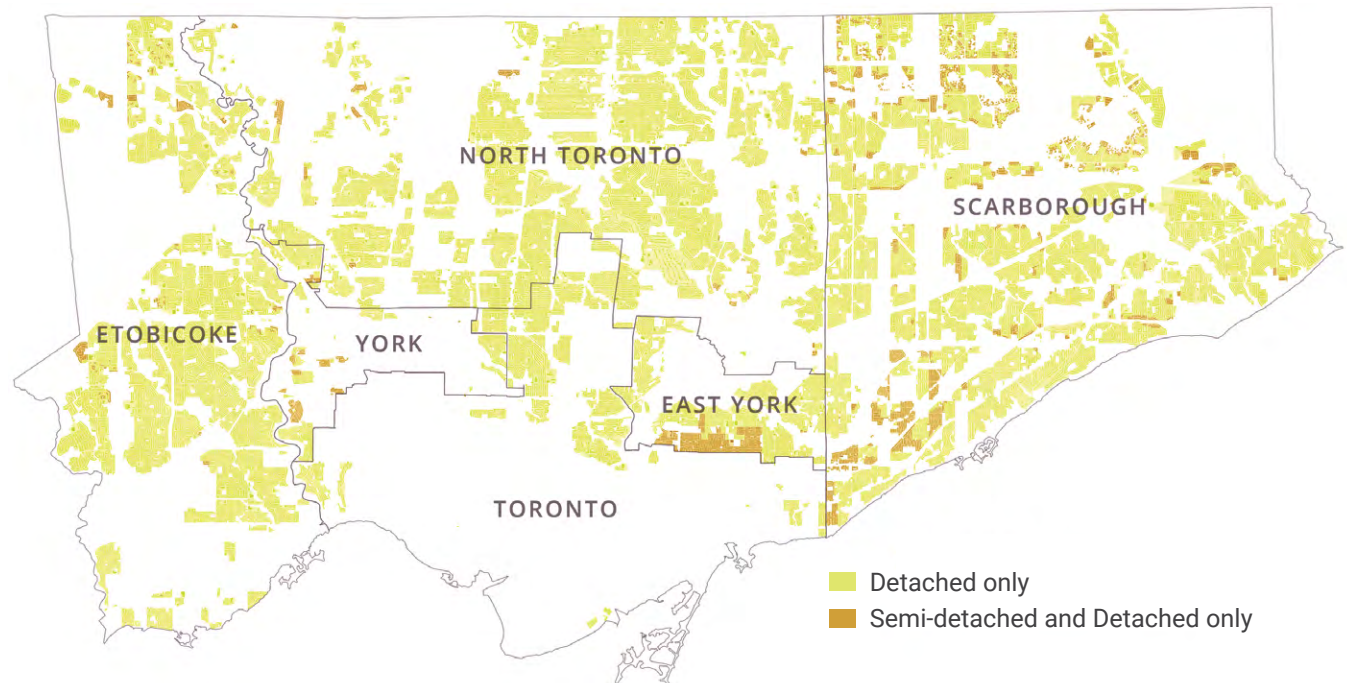 NORTH TORONTO
SCARBOROUGH
ETOBICOKE
YORK
EAST YORK
TORONTO
Detached only
Semi-detached and Detached only